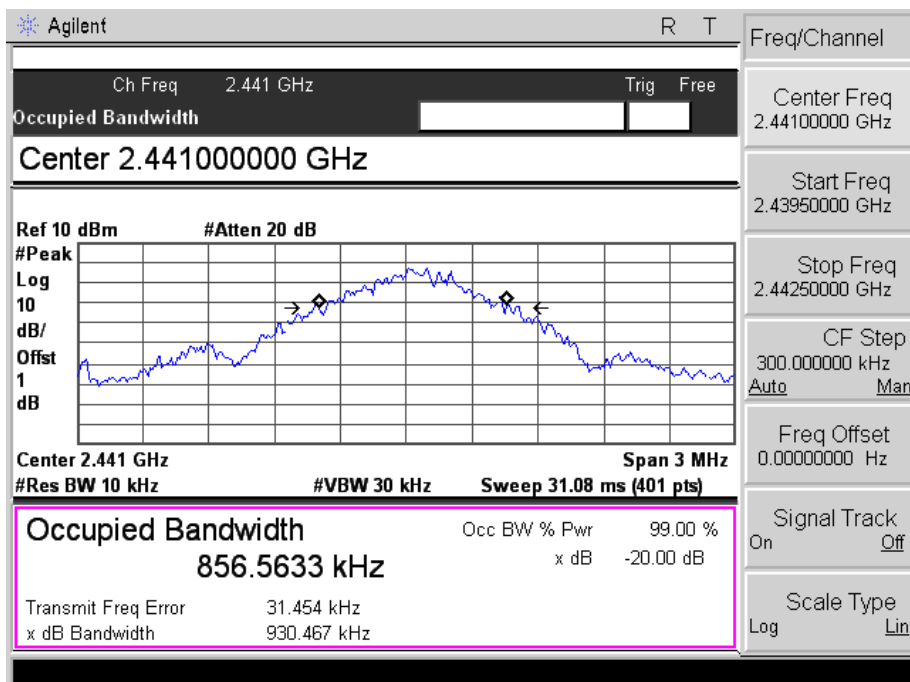 Agilent R T
Ch Freq 2.441 GHz Trig Free
Occupied Bandwidth
Center 2.441000000 GHz
Ref 10 dBm #Atten 20 dB
#Peak
Log
10
dB/
Offst
1
dB
Center 2.441 GHz Span 3 MHz
#Res BW 10 kHz #VBW 30 kHz Sweep 31.08 ms (401 pts)
Occupied Bandwidth
856.5633 kHz
Occ BW % Pwr 99.00 %
x dB -20.00 dB
Transmit Freq Error 31.454 kHz
x dB Bandwidth 930.467 kHz
Freq/Channel
Center Freq
2.44100000 GHz
Start Freq
2.43950000 GHz
Stop Freq
2.44250000 GHz
CF Step
300.000000 kHz
Auto Man
Freq Offset
0.00000000 Hz
Signal Track
On Off
Scale Type
Log Lin